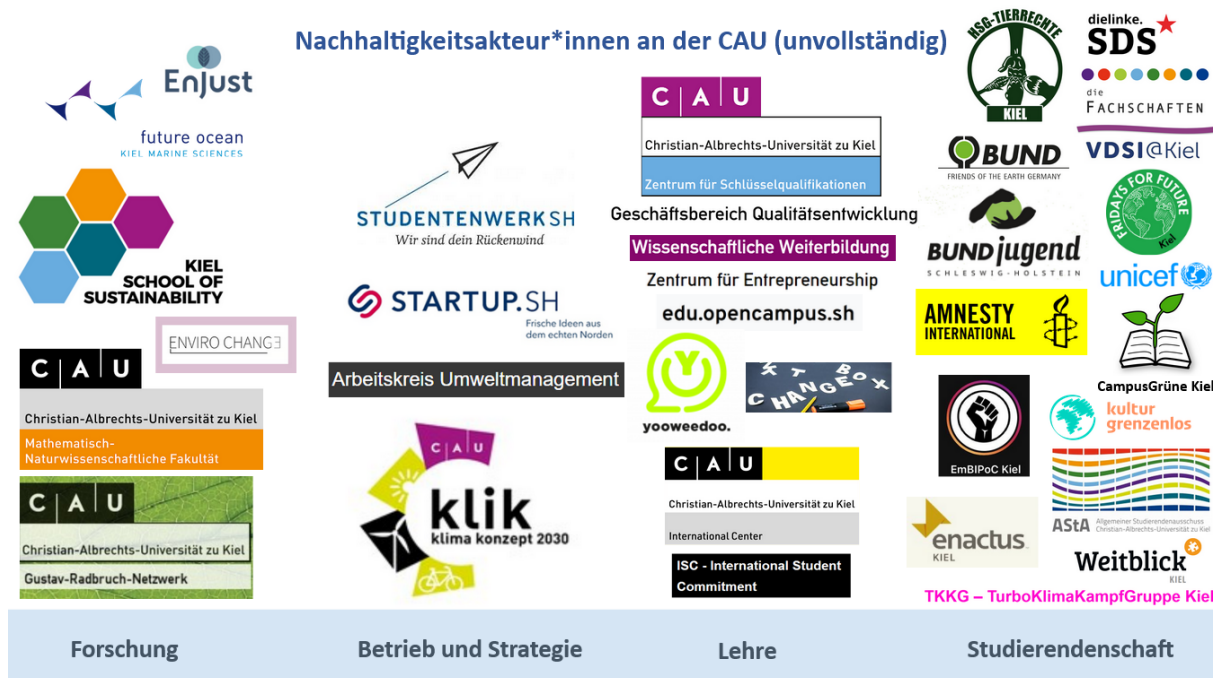 Nachhaltigkeitsakteur*innen an der CAU (unvollständig)
EnJust
future ocean
KIEL MARINE SCIENCES
KIEL
SCHOOL OF
SUSTAINABILITY
ENVIRO CHANGE
CAU
Christian-Albrechts-Universität zu Kiel
Mathematisch-
Naturwissenschaftliche Fakultät
CAU
Christian-Albrechts-Universität zu Kiel
Gustav-Radbruch-Netzwerk
Forschung
STUDENTENWERK SH
Wir sind dein Rückenwind
STARTUP.SH
Frische Ideen aus
dem echten Norden
Arbeitskreis Umweltmanagement
CAU
klik
klima konzept 2030
Betrieb und Strategie
CAU
Christian-Albrechts-Universität zu Kiel
Zentrum für Schlüsselqualifikationen
Geschäftsbereich Qualitätsentwicklung
Wissenschaftliche Weiterbildung
Zentrum für Entrepreneurship
edu.opencampus.sh
Y
yooweedoo.
CHANGE BOX
CAU
Christian-Albrechts-Universität zu Kiel
International Center
ISC - International Student
Commitment
Lehre
HSG-TIERRECHTE
KIEL
dielinke.
SDS
die
FACHSCHAFTEN
BUND
FRIENDS OF THE EARTH GERMANY
VDSI@Kiel
BUNDjugend
SCHLESWIG-HOLSTEIN
FRIDAYS FOR FUTURE
Kiel
unicef
AMNESTY
INTERNATIONAL
CampusGrüne Kiel
EmBIPoC Kiel
kultur
grenzenlos
enactus.
KIEL
AStA Allgemeiner Studierendenausschuss
Christian-Albrechts-Universität zu Kiel
Weitblick
KIEL
TKKG – TurboKlimaKampfGruppe Kiel
Studierendenschaft